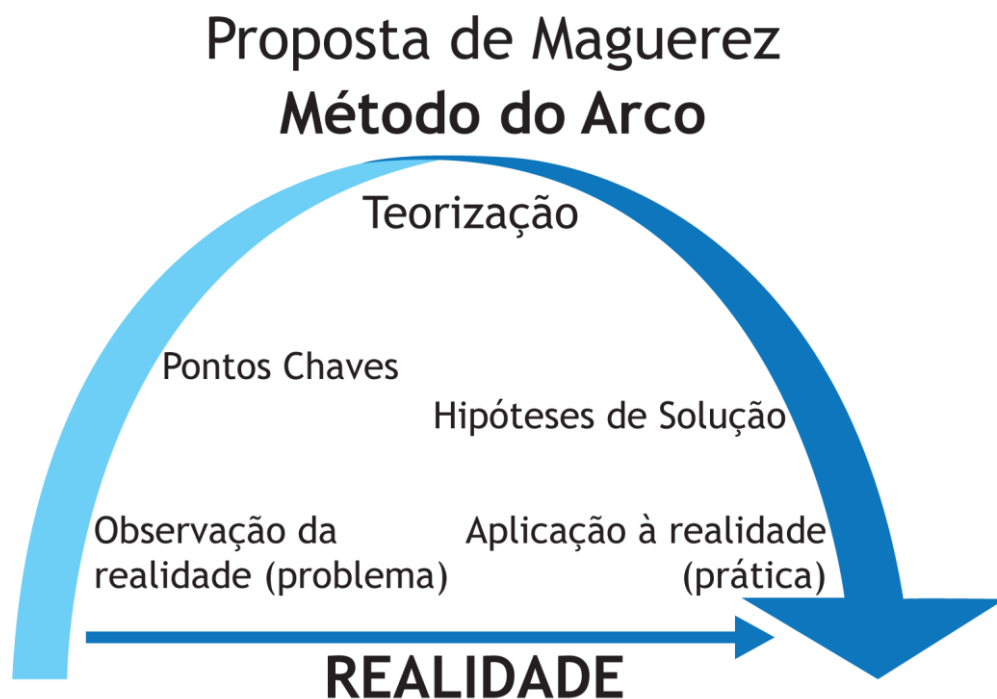 Proposta de Maguerez
Método do Arco
Teorização
Pontos Chaves
Hipóteses de Solução
Observação da
realidade (problema)
Aplicação à realidade
(prática)
REALIDADE